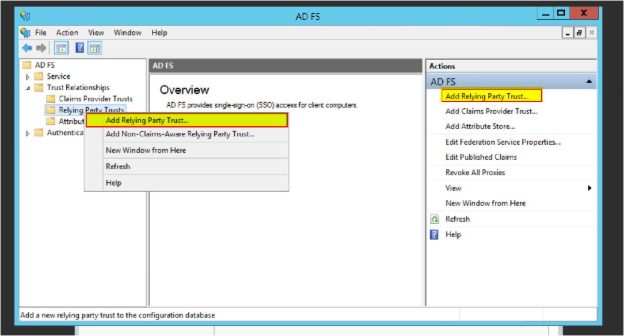 AD FS
File Action View Window Help
AD FS
Service
Trust Relationships
Claims Provider Trusts
Relying Party Trusts
Attribut
Authenticat
Add Relying Party Trust...
Add Non-Claims-Aware Relying Party Trust...
New Window from Here
Refresh
Help
AD FS
Overview
AD FS provides single-sign-on (SSO) access for client computers.
Actions
AD FS
Add Relying Party Trust...
Add Claims Provider Trust...
Add Attribute Store...
Edit Federation Service Properties...
Edit Published Claims
Revoke All Proxies
View
New Window from Here
Refresh
Help
Add a new relying party trust to the configuration database